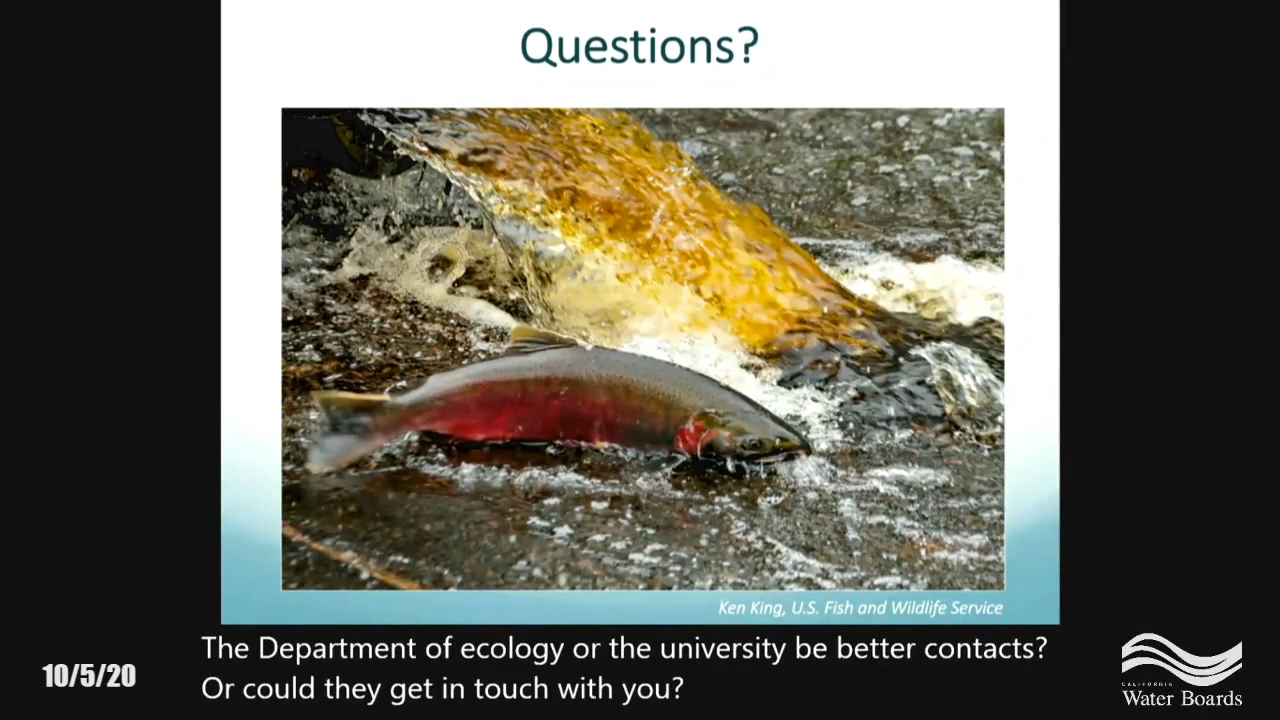 Questions?
Ken King, U.S. Fish and Wildlife Service
The Department of ecology or the university be better contacts?
Or could they get in touch with you?
10/5/20
CALIFORNIA
Water Boards